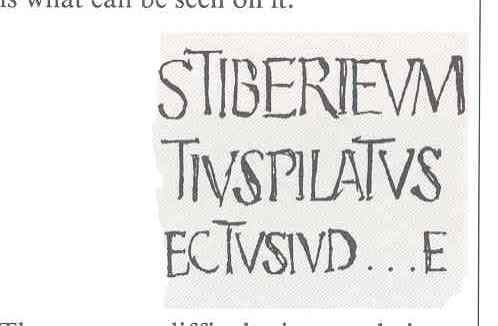 is what can be seen on it:
STIBERIEVM
TIVSPILATVS
ECTVSIVD...E